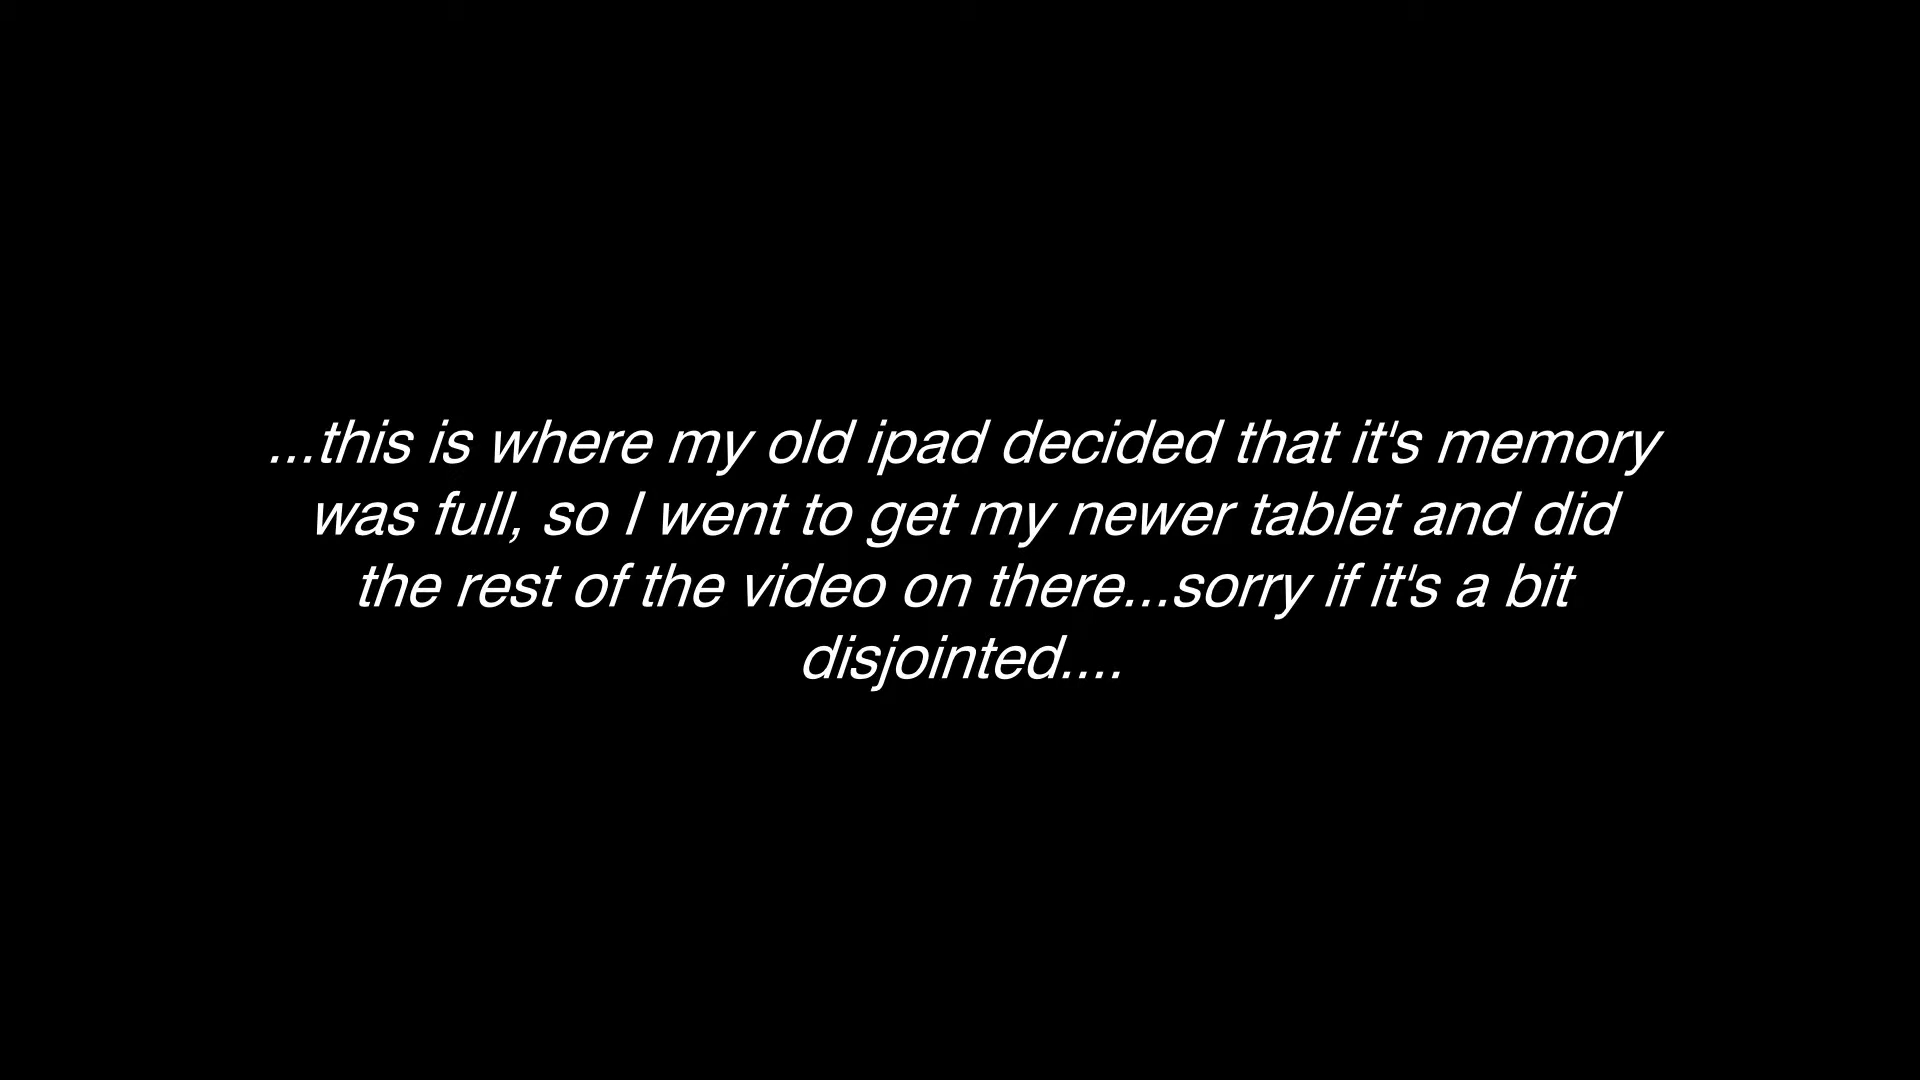 ...this is where my old ipad decided that it's memory
was full, so I went to get my newer tablet and did
the rest of the video on there...sorry if it's a bit
disjointed....